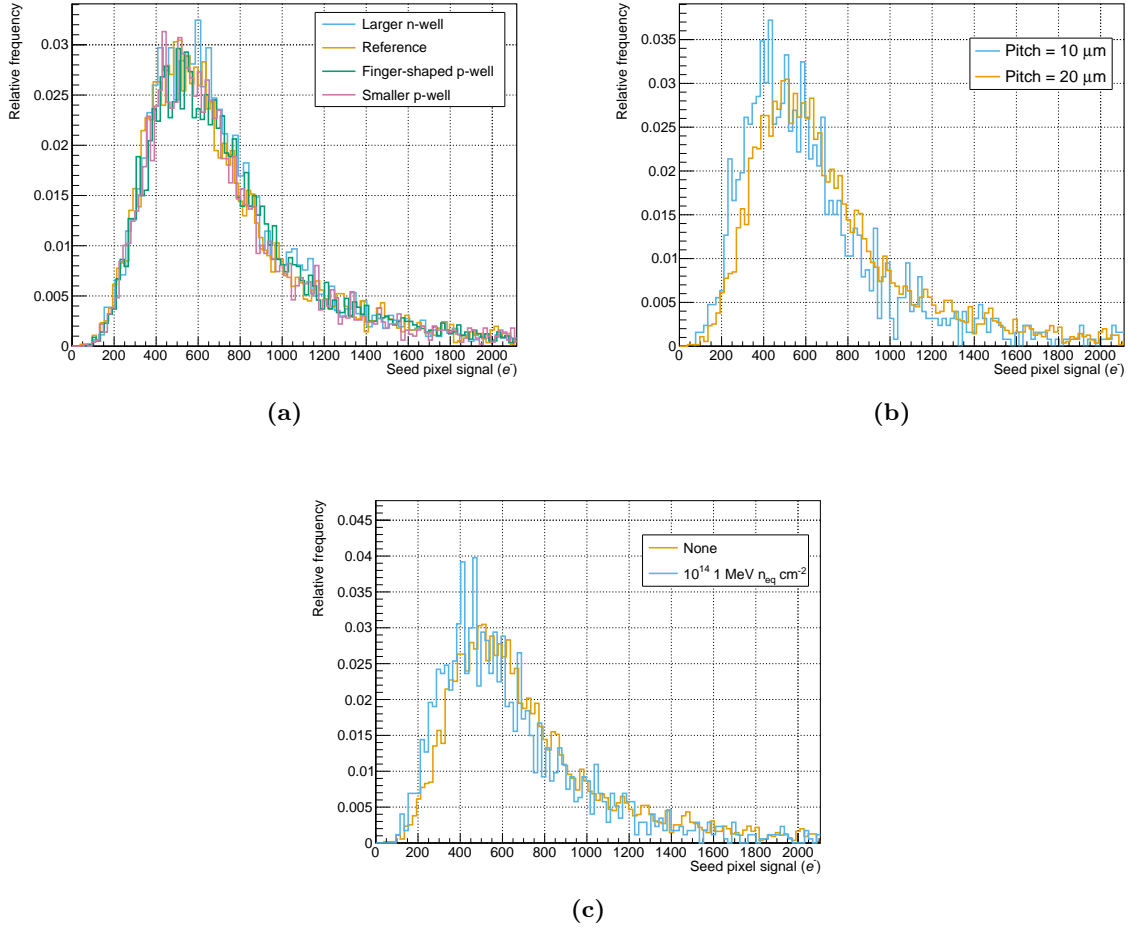 Relative frequency
Larger n-well
Reference
Finger-shaped p-well
Smaller p-well
0.03
0.025
0.02
0.015
0.01
0.005
0
0 200 400 600 800 1000 1200 1400 1600 1800 2000
Seed pixel signal (e⁻)
(a)
Relative frequency
Pitch = 10 μm
Pitch = 20 μm
0.035
0.03
0.025
0.02
0.015
0.01
0.005
0
0 200 400 600 800 1000 1200 1400 1600 1800 2000
Seed pixel signal (e⁻)
(b)
Relative frequency
None
10¹⁴ 1 MeV n_eq cm⁻²
0.045
0.04
0.035
0.03
0.025
0.02
0.015
0.01
0.005
0
0 200 400 600 800 1000 1200 1400 1600 1800 2000
Seed pixel signal (e⁻)
(c)